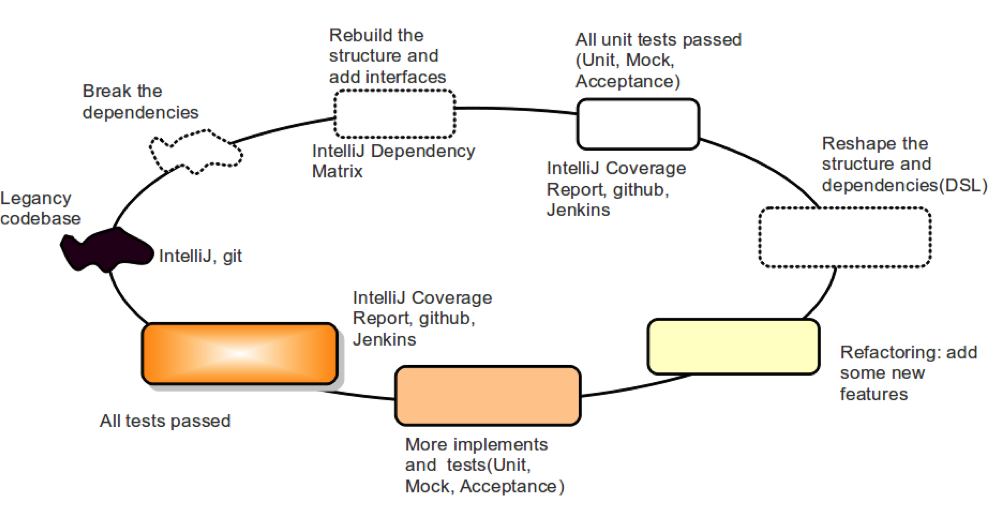 Rebuild the
structure and
add interfaces
All unit tests passed
(Unit, Mock,
Acceptance)
Break the
dependencies
IntelliJ Dependency
Matrix
IntelliJ Coverage
Report, github,
Jenkins
Reshape the
structure and
dependencies(DSL)
Legancy
codebase
IntelliJ, git
IntelliJ Coverage
Report, github,
Jenkins
Refactoring: add
some new
features
All tests passed
More implements
and tests(Unit,
Mock, Acceptance)